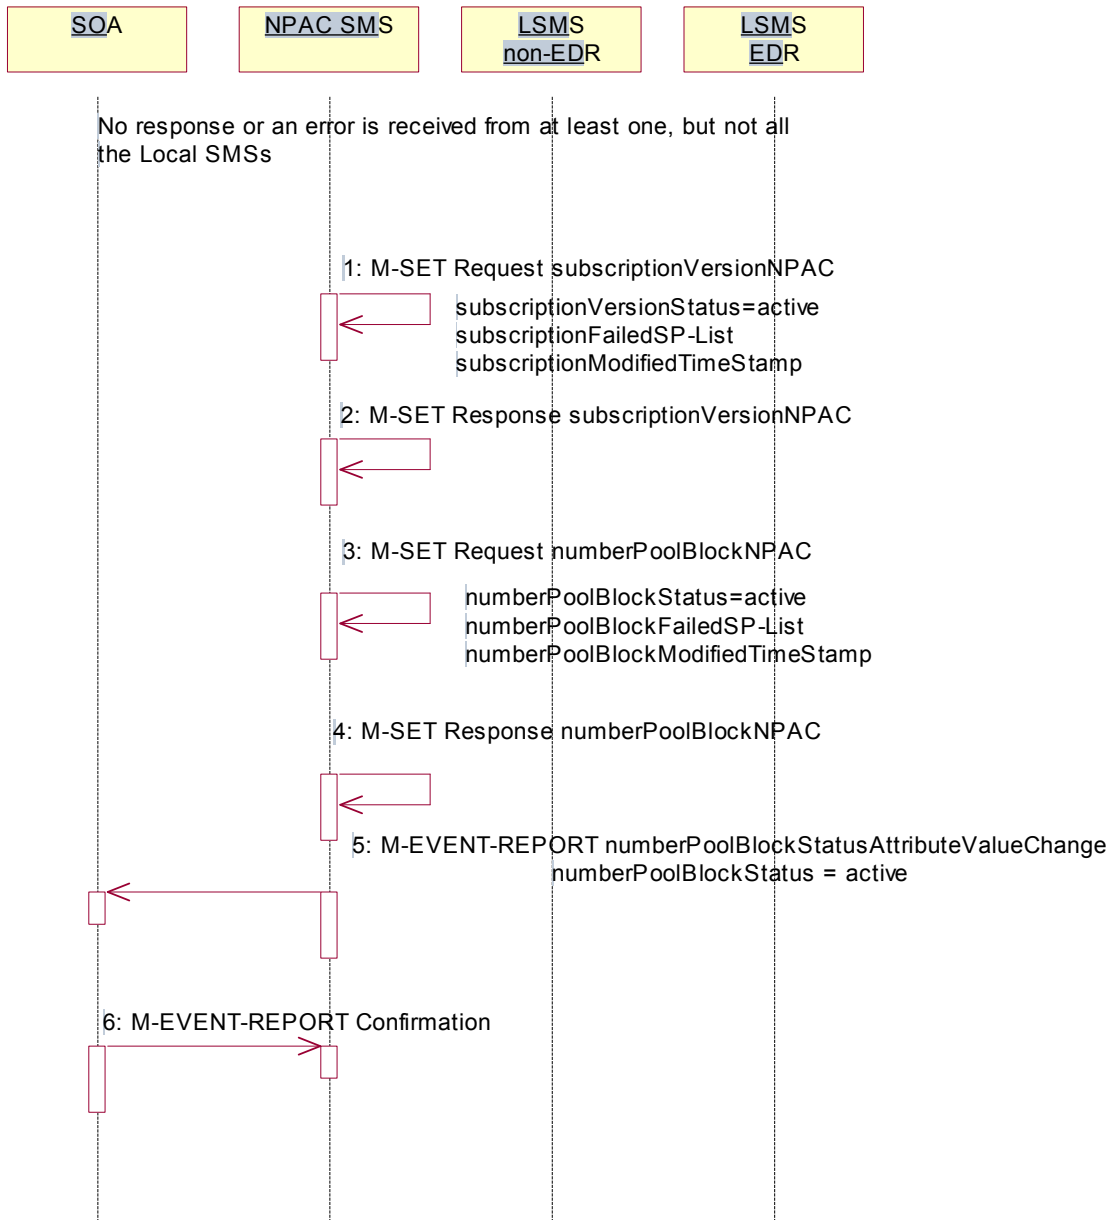 SOA
NPAC SMS
LSMS
non-EDR
LSMS
EDR
No response or an error is received from at least one, but not all
the Local SMSs
1: M-SET Request subscriptionVersionNPAC
subscriptionVersionStatus=active
subscriptionFailedSP-List
subscriptionModifiedTimeStamp
2: M-SET Response subscriptionVersionNPAC
3: M-SET Request numberPoolBlockNPAC
numberPoolBlockStatus=active
numberPoolBlockFailedSP-List
numberPoolBlockModifiedTimeStamp
4: M-SET Response numberPoolBlockNPAC
5: M-EVENT-REPORT numberPoolBlockStatusAttributeValueChange
numberPoolBlockStatus = active
6: M-EVENT-REPORT Confirmation